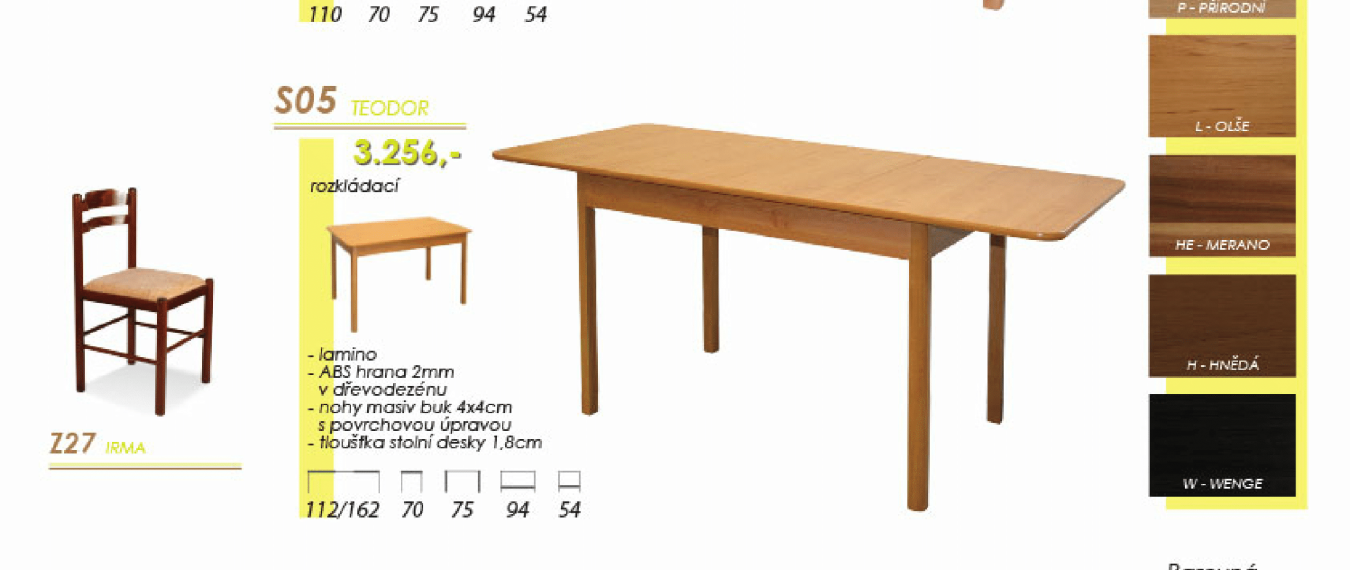 110 70 75 94 54
P - PŘÍRODNÍ
S05 TEODOR
3.256,-
rozkládací
L - OLŠE
HE - MERANO
H - HNĚDÁ
W - WENGE
- lamino
- ABS hrana 2mm
v dřevodezénu
- nohy masiv buk 4x4cm
s povrchovou úpravou
- tloušťka stolní desky 1,8cm
Z27 IRMA
112/162 70 75 94 54